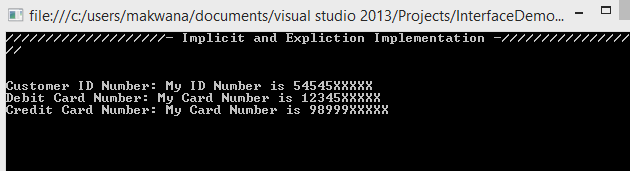 file:///c:/users/makwana/documents/visual studio 2013/Projects/InterfaceDemo...
////////////////////- Implicit and Expliction Implementation -////////////////
//
Customer ID Number: My ID Number is 54545XXXXX
Debit Card Number: My Card Number is 12345XXXXX
Credit Card Number: My Card Number is 98999XXXXX